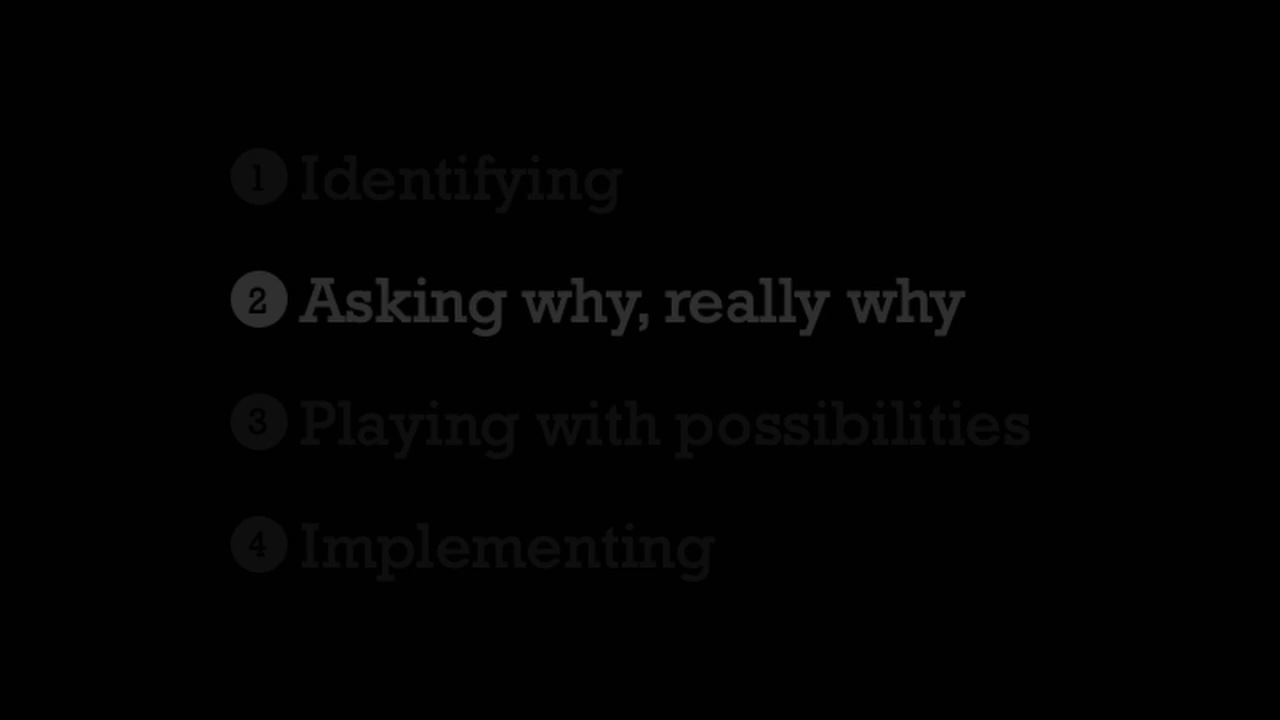 1 Identifying
2 Asking why, really why
3 Playing with possibilities
4 Implementing